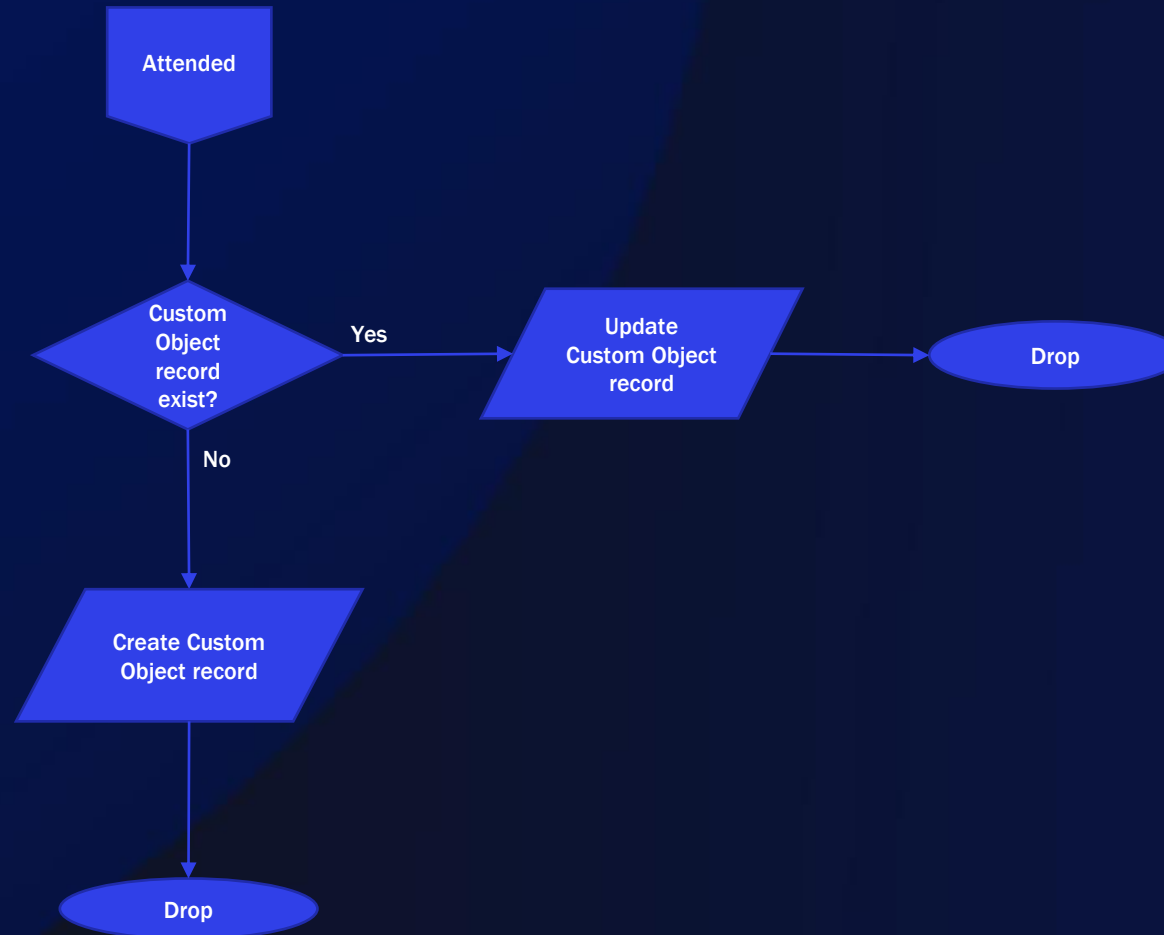 Attended
Custom
Object
record
exist?
Yes
Update
Custom Object
record
Drop
No
Create Custom
Object record
Drop